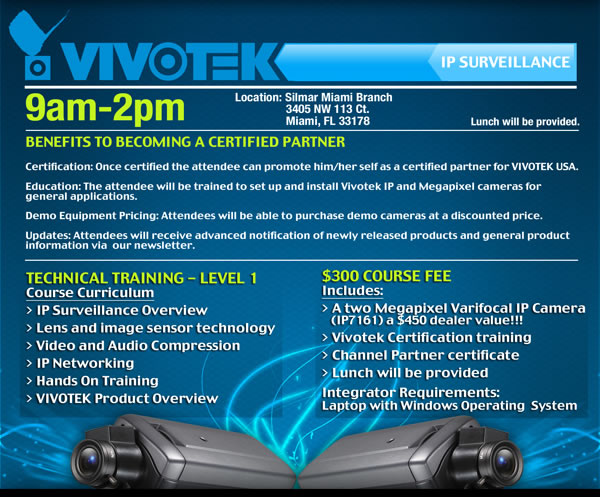 VIVOTEK
IP SURVEILLANCE
9am-2pm
Location: Silmar Miami Branch
3405 NW 113 Ct.
Miami, FL 33178
Lunch will be provided.
BENEFITS TO BECOMING A CERTIFIED PARTNER
Certification: Once certified the attendee can promote him/her self as a certified partner for VIVOTEK USA.
Education: The attendee will be trained to set up and install Vivotek IP and Megapixel cameras for
general applications.
Demo Equipment Pricing: Attendees will be able to purchase demo cameras at a discounted price.
Updates: Attendees will receive advanced notification of newly released products and general product
information via our newsletter.
TECHNICAL TRAINING – LEVEL 1
Course Curriculum
> IP Surveillance Overview
> Lens and image sensor technology
> Video and Audio Compression
> IP Networking
> Hands On Training
> VIVOTEK Product Overview
$300 COURSE FEE
Includes:
> A two Megapixel Varifocal IP Camera
(IP7161) a $450 dealer value!!!
> Vivotek Certification training
> Channel Partner certificate
> Lunch will be provided
Integrator Requirements:
Laptop with Windows Operating System